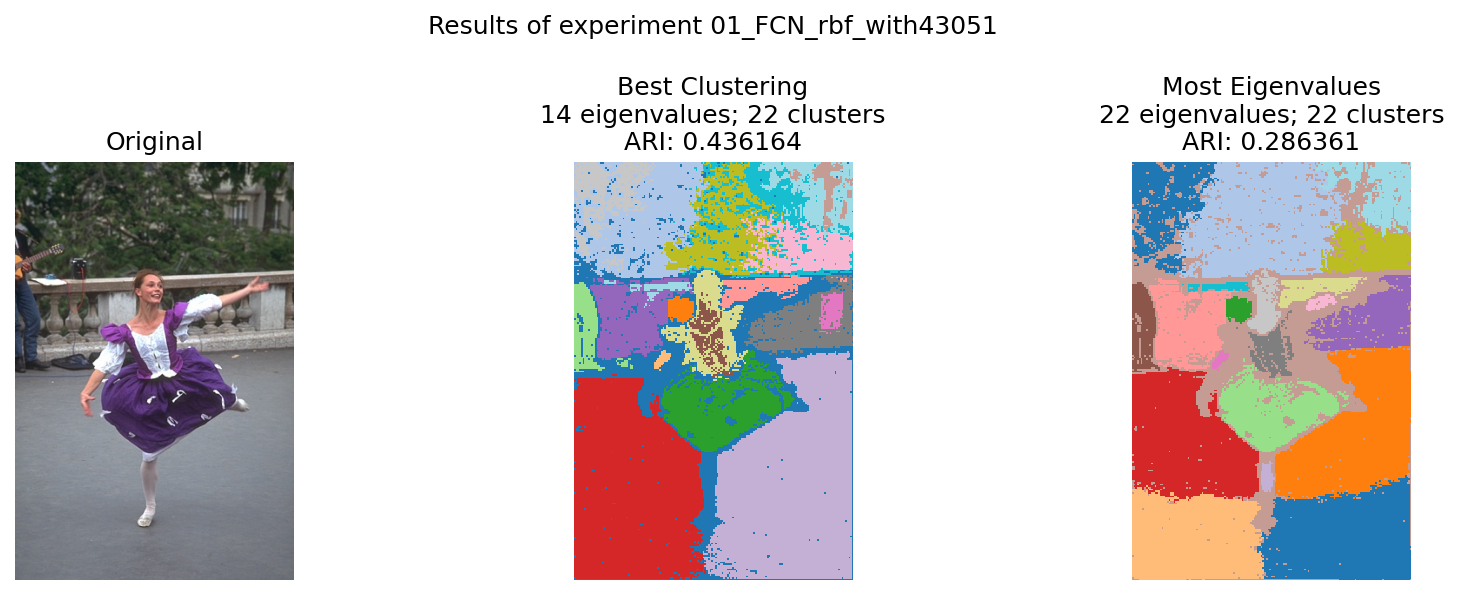 Results of experiment 01_FCN_rbf_with43051
Original
Best Clustering
14 eigenvalues; 22 clusters
ARI: 0.436164
Most Eigenvalues
22 eigenvalues; 22 clusters
ARI: 0.286361